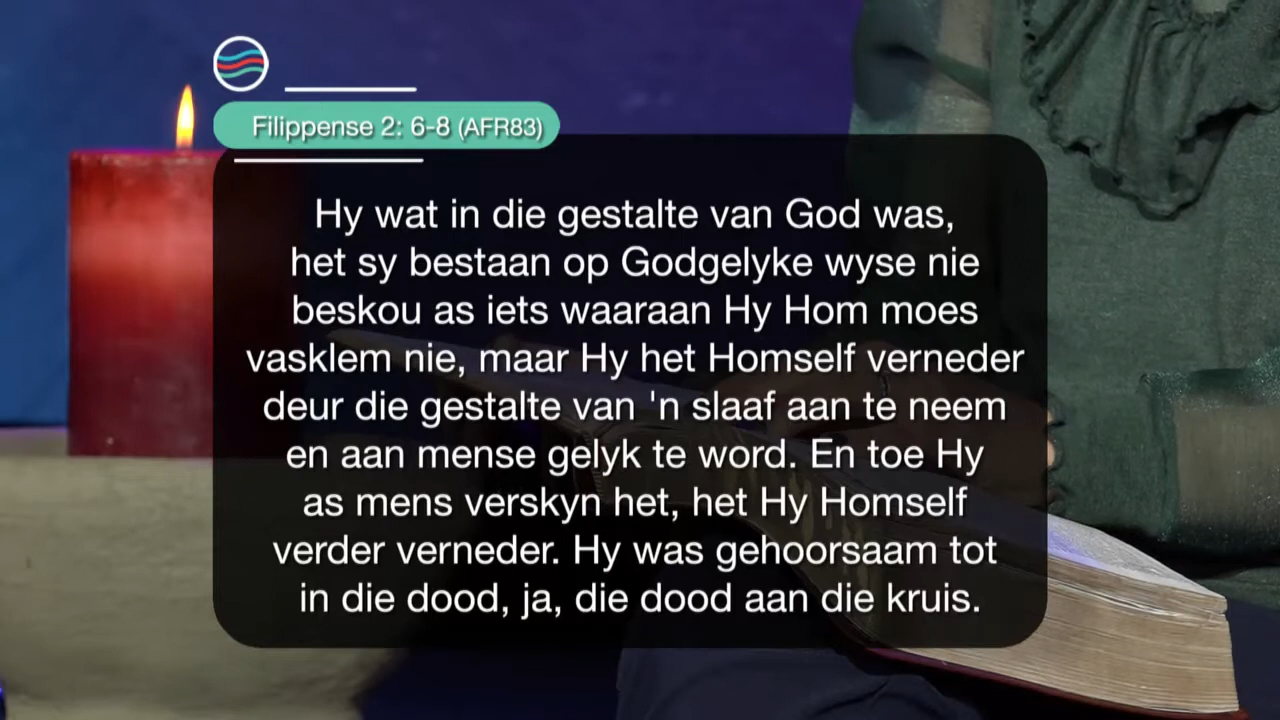 Filippense 2: 6-8 (AFR83)
Hy wat in die gestalte van God was,
het sy bestaan op Godgelyke wyse nie
beskou as iets waaraan Hy Hom moes
vasklem nie, maar Hy het Homself verneder
deur die gestalte van 'n slaaf aan te neem
en aan mense gelyk te word. En toe Hy
as mens verskyn het, het Hy Homself
verder verneder. Hy was gehoorsaam tot
in die dood, ja, die dood aan die kruis.